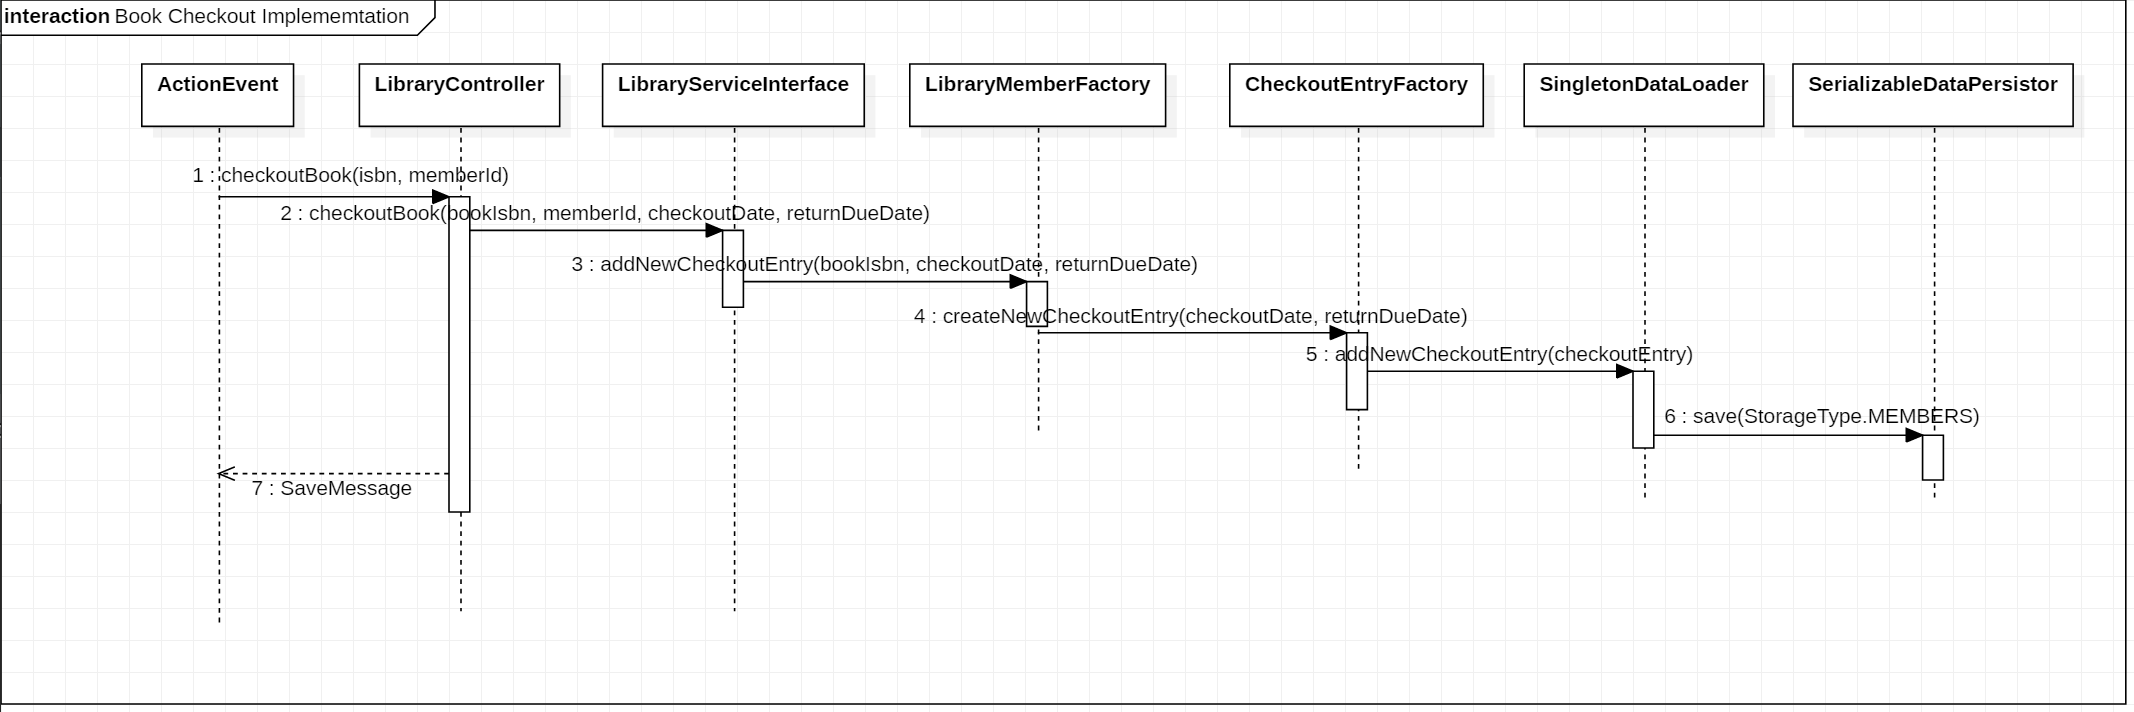 interaction Book Checkout Implememtation
ActionEvent
LibraryController
LibraryServiceInterface
LibraryMemberFactory
CheckoutEntryFactory
SingletonDataLoader
SerializableDataPersistor
1 : checkoutBook(isbn, memberId)
2 : checkoutBook(bookIsbn, memberId, checkoutDate, returnDueDate)
3 : addNewCheckoutEntry(bookIsbn, checkoutDate, returnDueDate)
4 : createNewCheckoutEntry(checkoutDate, returnDueDate)
5 : addNewCheckoutEntry(checkoutEntry)
6 : save(StorageType.MEMBERS)
7 : SaveMessage